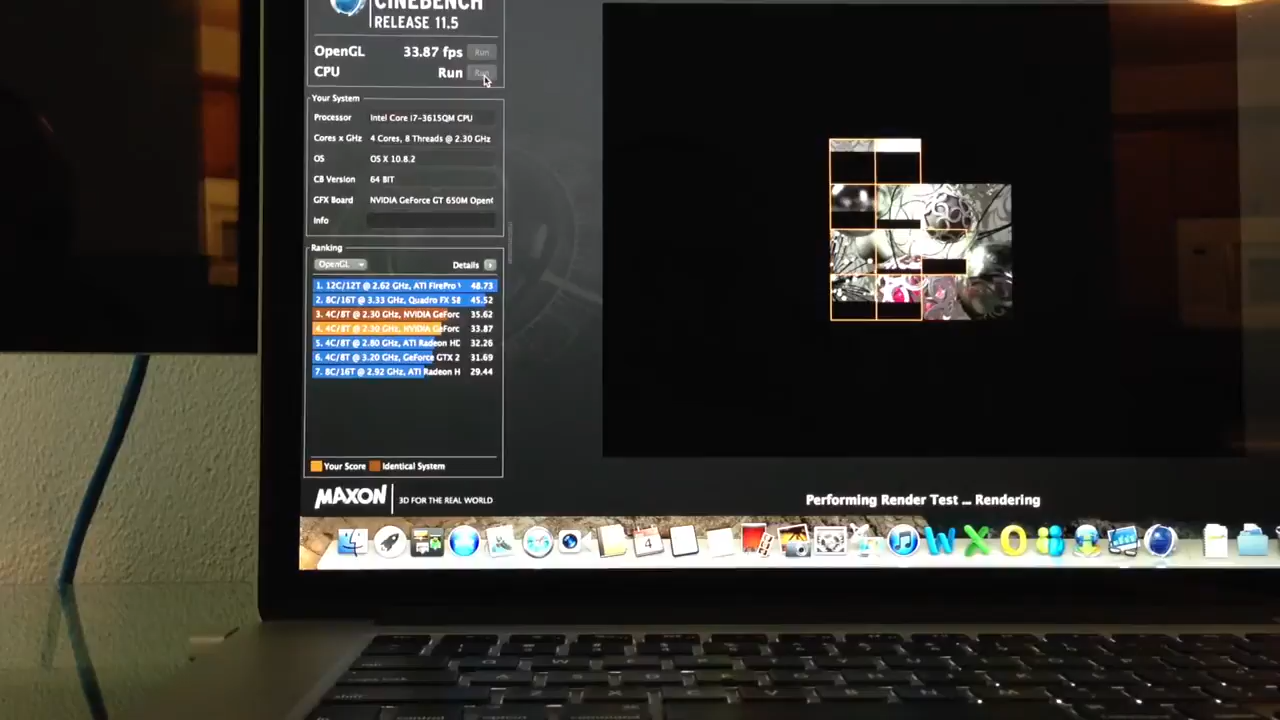 CINEBENCH
RELEASE 11.5
OpenGL 33.87 fps Run
CPU Run Run
Your System
Processor Intel Core i7-3615QM CPU
Cores x GHz 4 Cores, 8 Threads @ 2.30 GHz
OS OS X 10.8.2
CB Version 64 BIT
GFX Board NVIDIA GeForce GT 650M Open
Info
Ranking
OpenGL Details
1. 12C/12T @ 2.62 GHz, ATI FirePro 48.73
2. 8C/16T @ 3.33 GHz, Quadro FX 58 45.52
3. 4C/8T @ 2.30 GHz, NVIDIA GeForc 35.62
4. 4C/8T @ 2.30 GHz, NVIDIA GeForc 33.87
5. 4C/8T @ 2.80 GHz, ATI Radeon HD 32.26
6. 4C/8T @ 3.20 GHz, GeForce GTX 2 31.69
7. 8C/16T @ 2.92 GHz, ATI Radeon H 29.44
Your Score Identical System
MAXON 3D FOR THE REAL WORLD
Performing Render Test ... Rendering
4 W X O